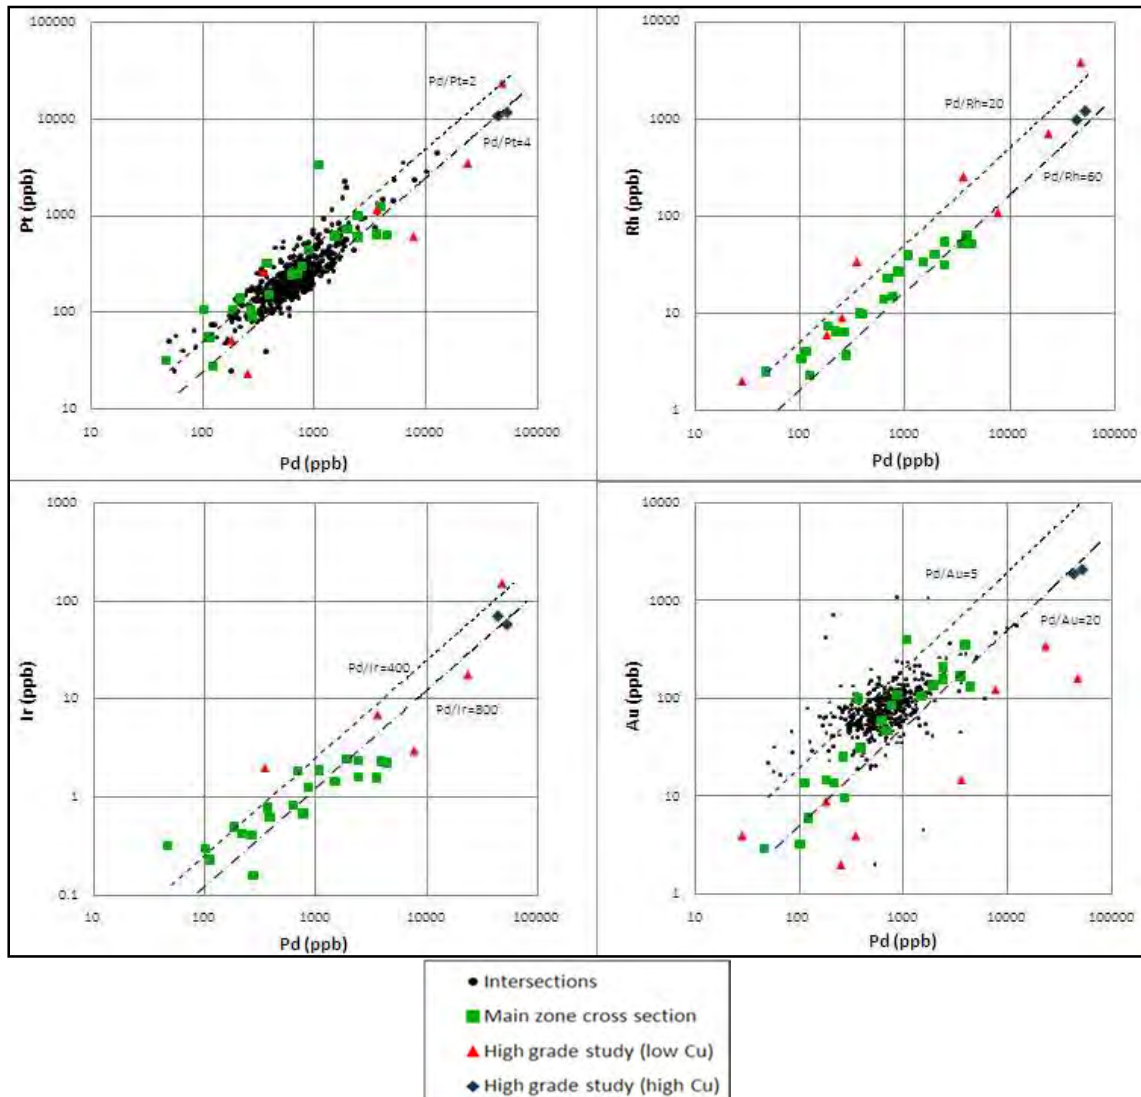 100000
10000
1000
100
10
Pt (ppb)
Pd/Pt=2
Pd/Pt=4
10 100 1000 10000 100000
Pd (ppb)
10000
1000
100
10
1
Rh (ppb)
Pd/Rh=20
Pd/Rh=60
10 100 1000 10000 100000
Pd (ppb)
1000
100
10
1
0.1
Ir (ppb)
Pd/Ir=400
Pd/Ir=800
10 100 1000 10000 100000
Pd (ppb)
10000
1000
100
10
1
Au (ppb)
Pd/Au=5
Pd/Au=20
10 100 1000 10000 100000
Pd (ppb)
Intersections
Main zone cross section
High grade study (low Cu)
High grade study (high Cu)